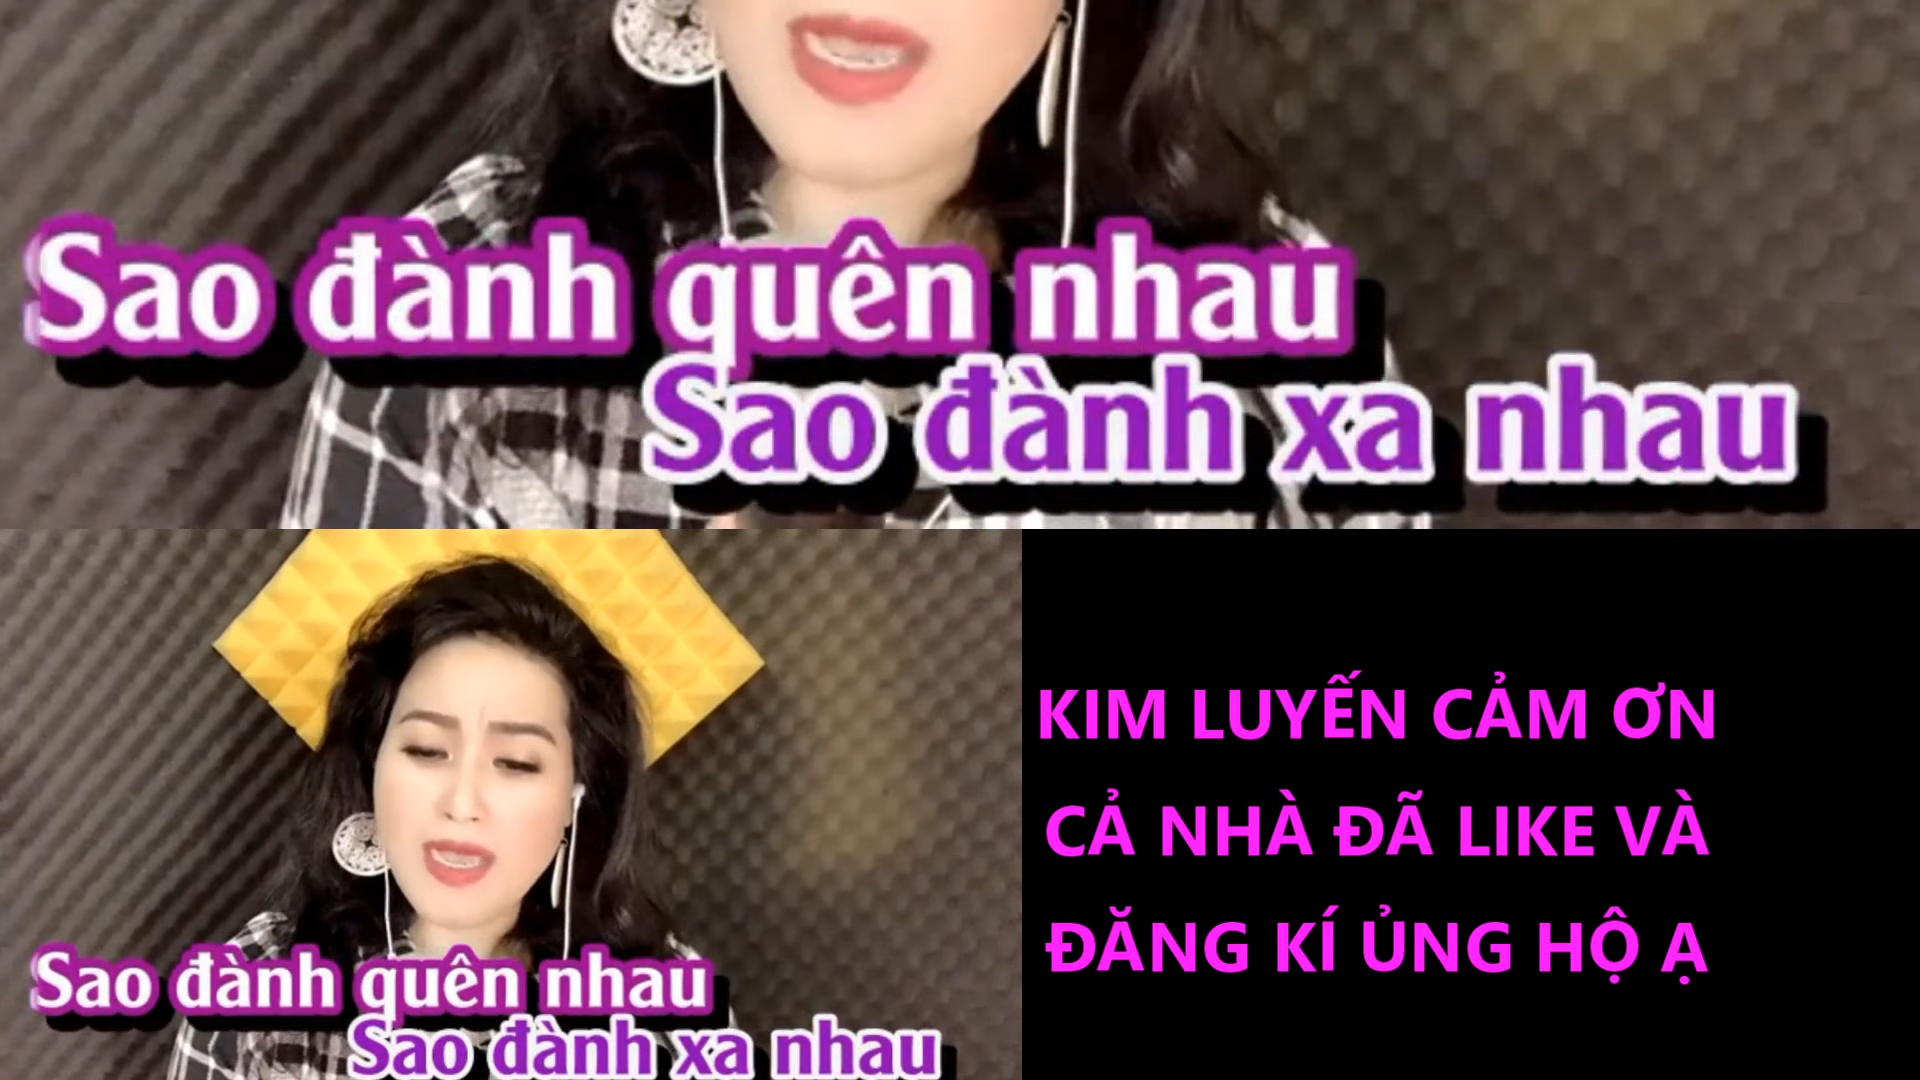 Sao đành quên nhau
Sao đành xa nhau
Sao đành quên nhau
Sao đành xa nhau
KIM LUYẾN CẢM ƠN
CẢ NHÀ ĐÃ LIKE VÀ
ĐĂNG KÍ ỦNG HỘ Ạ